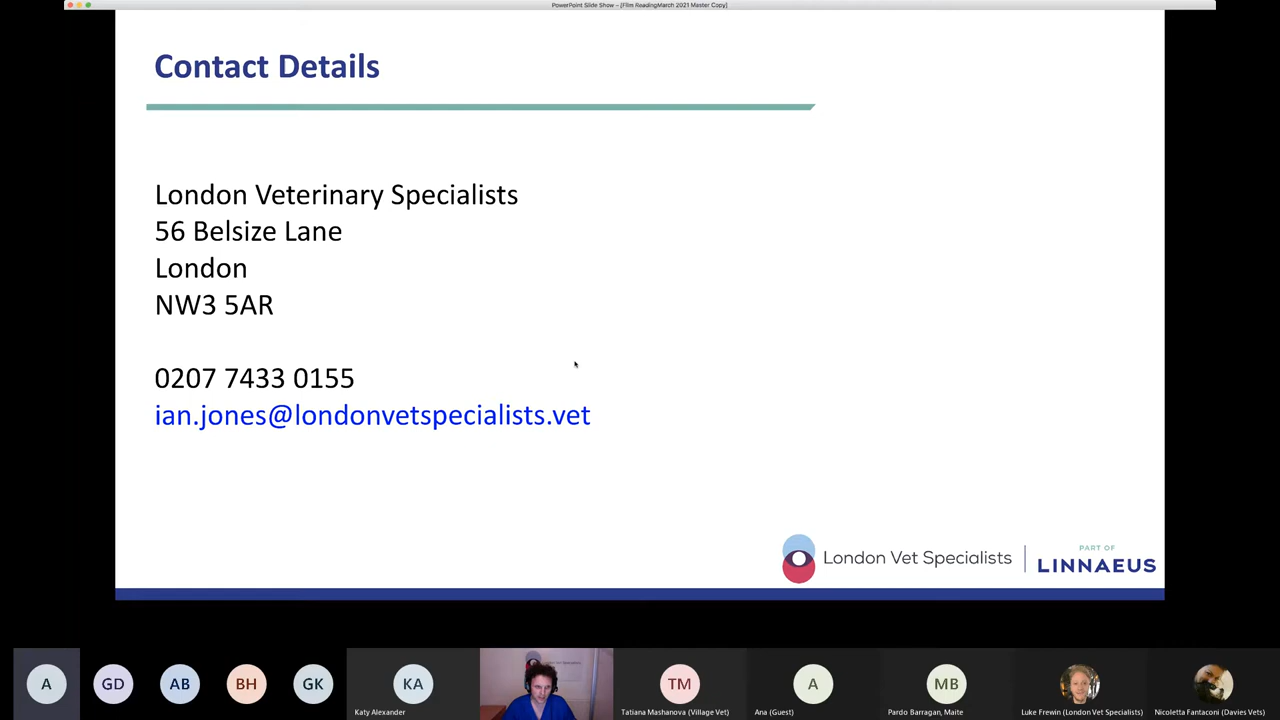 PowerPoint Slide Show – [Film ReadingMarch 2021 Master Copy]
Contact Details
London Veterinary Specialists
56 Belsize Lane
London
NW3 5AR
0207 7433 0155
ian.jones@londonvetspecialists.vet
London Vet Specialists
PART OF
LINNAEUS
A
GD
AB
BH
GK
KA
TM
A
MB
Katy Alexander
Tatiana Mashanova (Village Vet)
Ana (Guest)
Pardo Barragan, Maite
Luke Frewin (London Vet Specialists)
Nicoletta Fantaconi (Davies Vets)